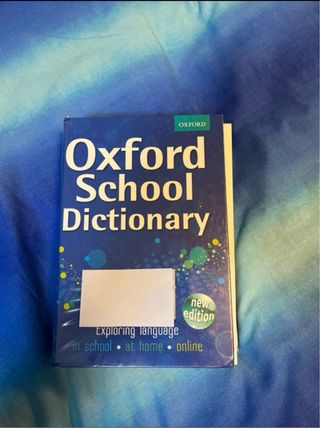 OXFORD
Oxford
School
Dictionary
new
edition
Exploring language
in school • at home • online